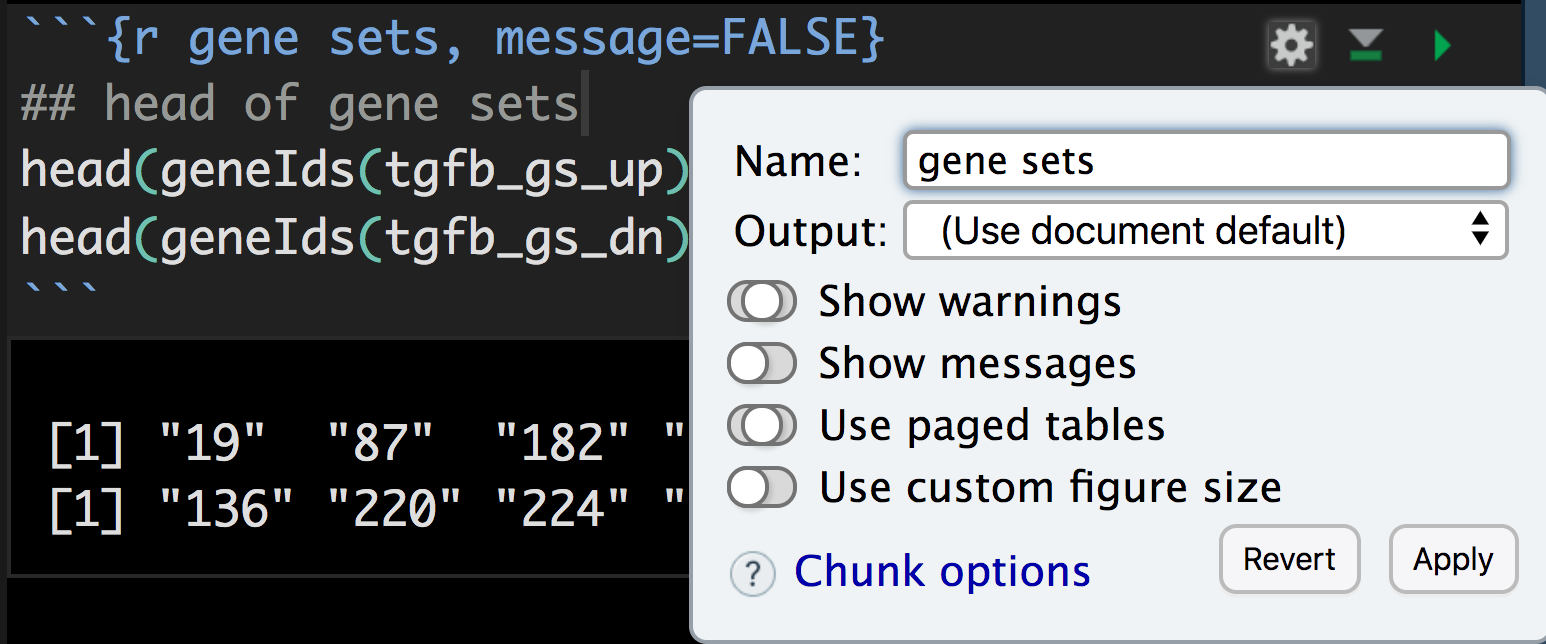 ```{r gene sets, message=FALSE}
## head of gene sets
head(geneIds(tgfb_gs_up)
head(geneIds(tgfb_gs_dn)
```
[1] "19"  "87"  "182" "
[1] "136" "220" "224" "
Name: gene sets
Output: (Use document default)
Show warnings
Show messages
Use paged tables
Use custom figure size
? Chunk options Revert Apply